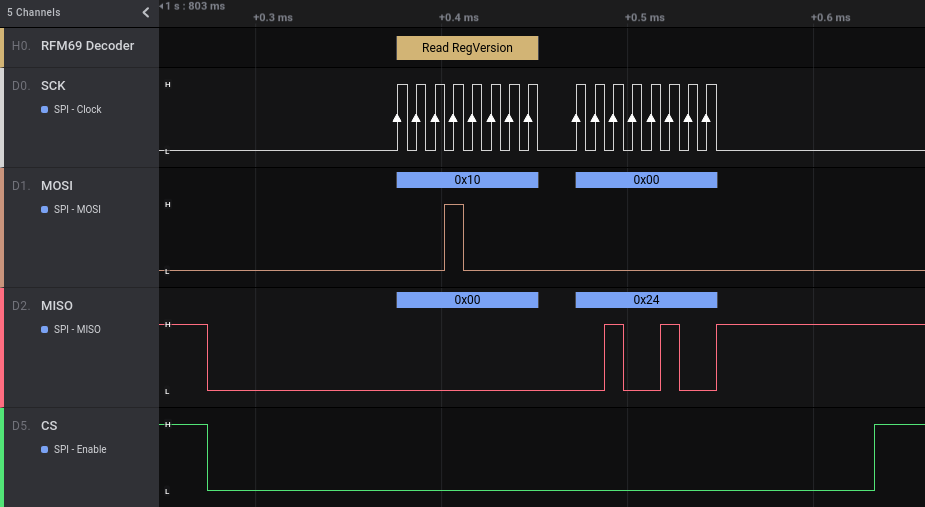 5 Channels
1 s : 803 ms
+0.3 ms
+0.4 ms
+0.5 ms
+0.6 ms
H0. RFM69 Decoder
Read RegVersion
D0. SCK
SPI - Clock
H
L
D1. MOSI
SPI - MOSI
0x10
0x00
H
L
D2. MISO
SPI - MISO
0x00
0x24
H
L
D5. CS
SPI - Enable
H
L